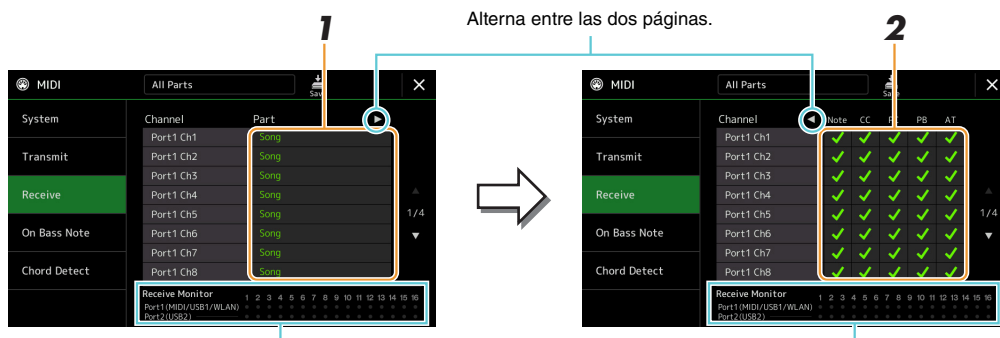 Alterna entre las dos páginas.
1
2
MIDI
All Parts
Save
System
Transmit
Receive
On Bass Note
Chord Detect
Channel Part
Port1 Ch1 Song
Port1 Ch2 Song
Port1 Ch3 Song
Port1 Ch4 Song
Port1 Ch5 Song
Port1 Ch6 Song
Port1 Ch7 Song
Port1 Ch8 Song
1/4
Receive Monitor 1 2 3 4 5 6 7 8 9 10 11 12 13 14 15 16
Port1(MIDI/USB1/WLAN)
Port2(USB2)
MIDI
All Parts
Save
System
Transmit
Receive
On Bass Note
Chord Detect
Channel Note CC PC PB AT
Port1 Ch1
Port1 Ch2
Port1 Ch3
Port1 Ch4
Port1 Ch5
Port1 Ch6
Port1 Ch7
Port1 Ch8
1/4
Receive Monitor 1 2 3 4 5 6 7 8 9 10 11 12 13 14 15 16
Port1(MIDI/USB1/WLAN)
Port2(USB2)